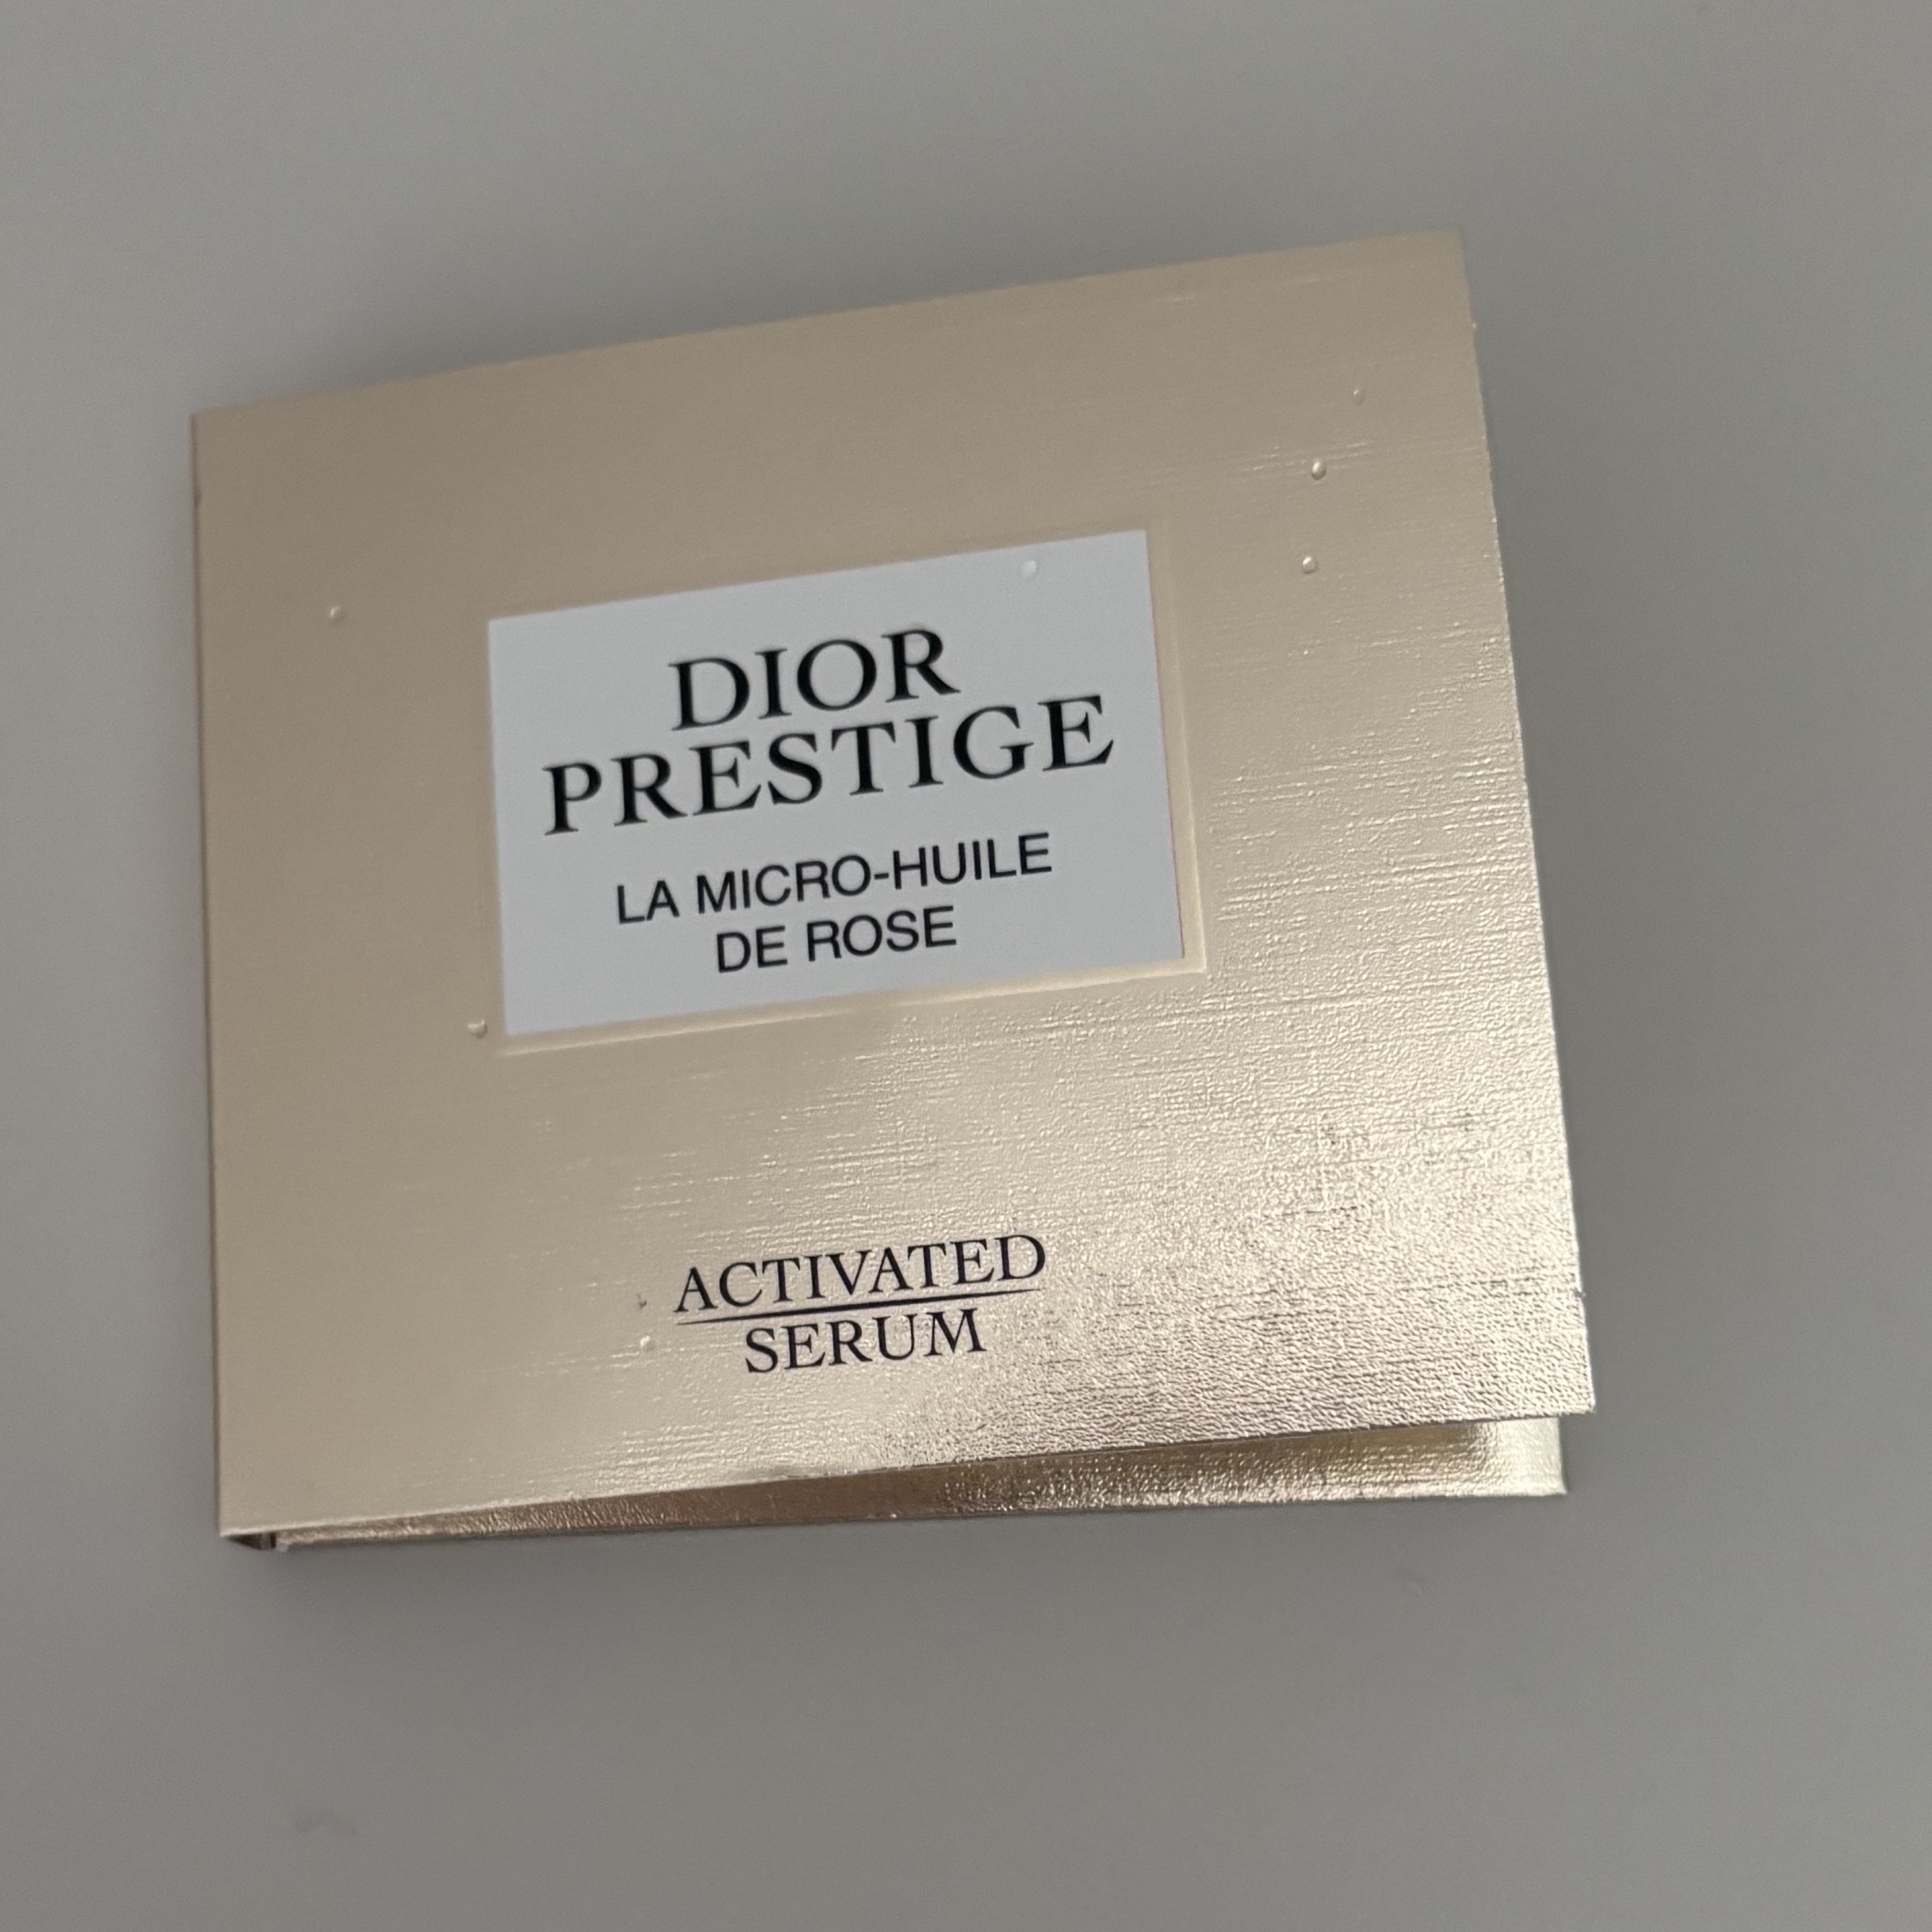 DIOR
PRESTIGE
LA MICRO-HUILE
DE ROSE
ACTIVATED
SERUM